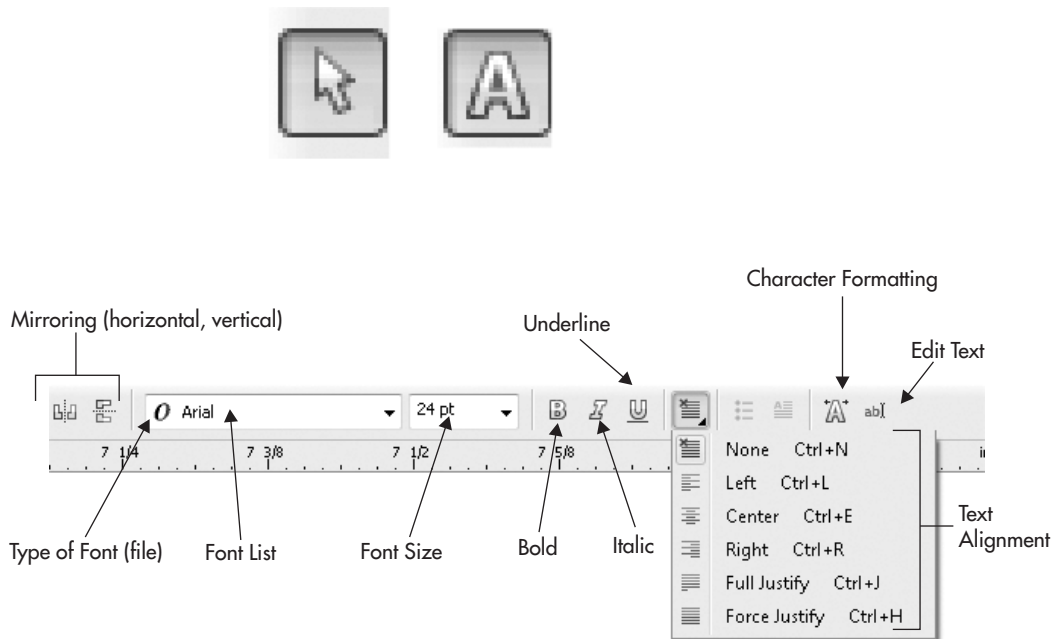 A
Character Formatting
Mirroring (horizontal, vertical)
Underline
Edit Text
O Arial 24 pt B I U A abI
7 1/4 7 3/8 7 1/2 7 5/8
None Ctrl+N
Left Ctrl+L
Center Ctrl+E
Right Ctrl+R
Full Justify Ctrl+J
Force Justify Ctrl+H
Text
Alignment
Type of Font (file) Font List Font Size Bold Italic